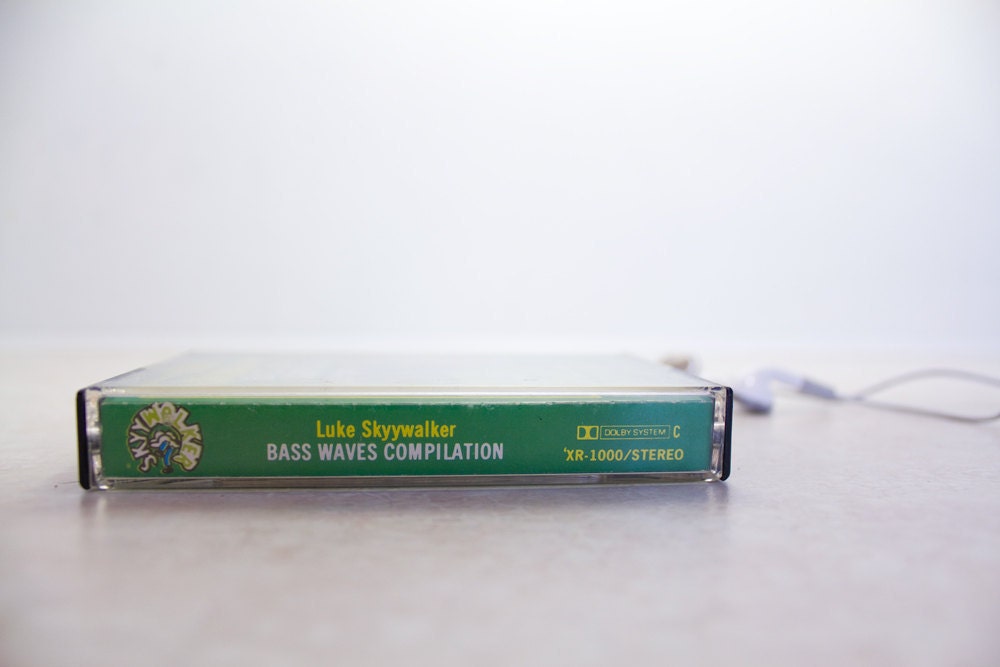 SKYYWALKER
Luke Skyywalker
BASS WAVES COMPILATION
DOLBY SYSTEM C
XR-1000/STEREO